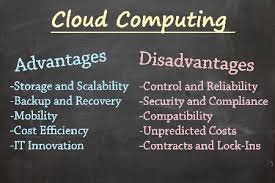 Cloud Computing
Advantages
-Storage and Scalability
-Backup and Recovery
-Mobility
-Cost Efficiency
-IT Innovation
Disadvantages
-Control and Reliability
-Security and Compliance
-Compatibility
-Unpredicted Costs
-Contracts and Lock-Ins